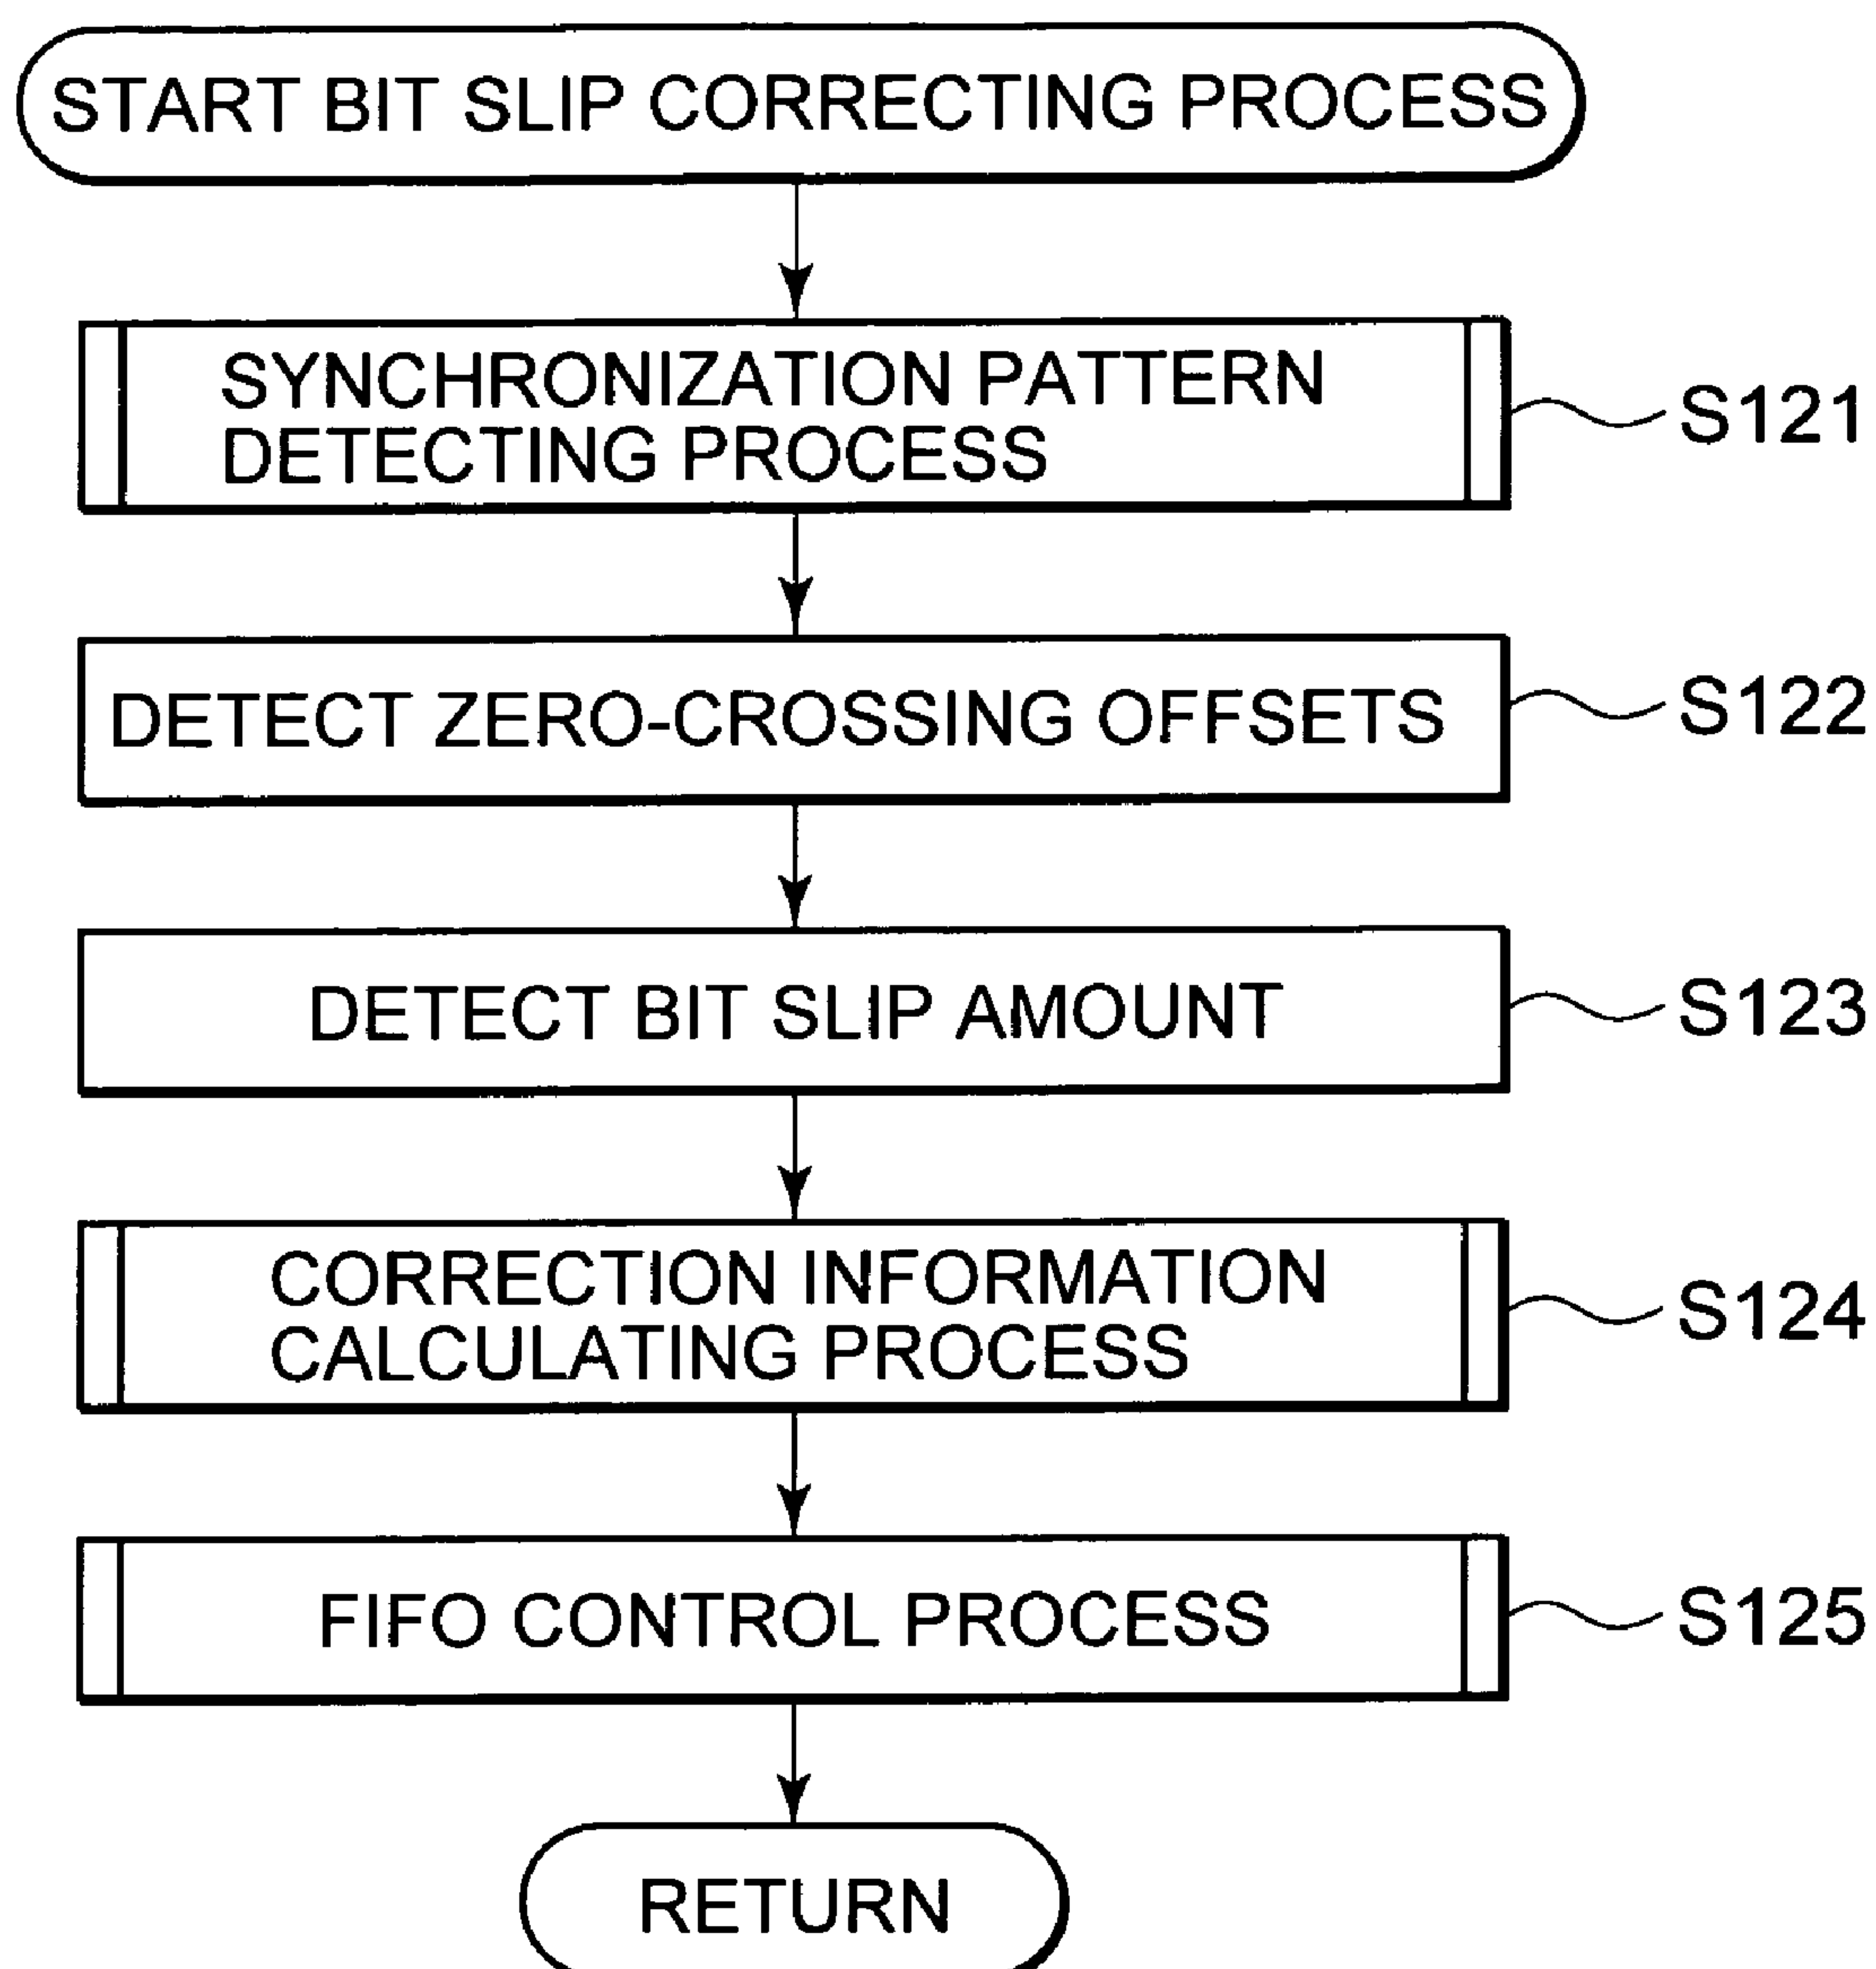 START BIT SLIP CORRECTING PROCESS
SYNCHRONIZATION PATTERN
DETECTING PROCESS
S121
DETECT ZERO-CROSSING OFFSETS
S122
DETECT BIT SLIP AMOUNT
S123
CORRECTION INFORMATION
CALCULATING PROCESS
S124
FIFO CONTROL PROCESS
S125
RETURN